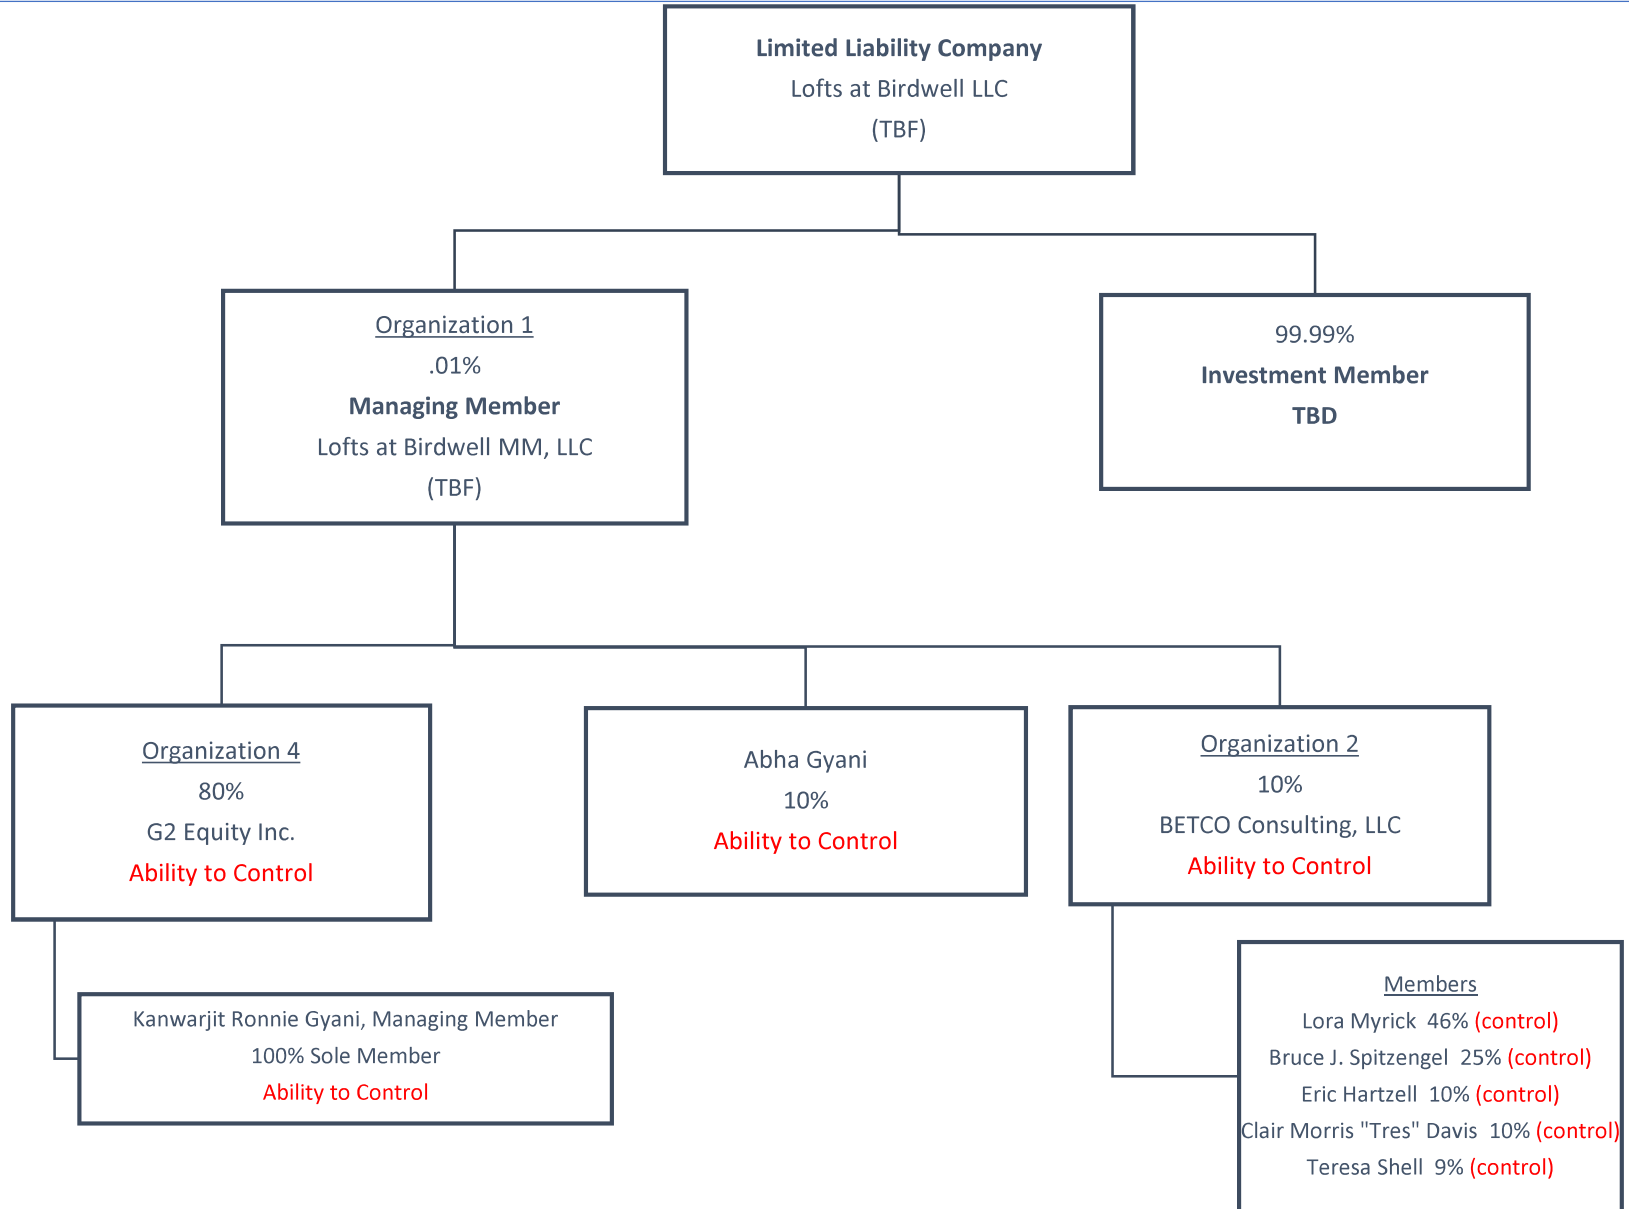 Limited Liability Company
Lofts at Birdwell LLC
(TBF)
Organization 1
.01%
Managing Member
Lofts at Birdwell MM, LLC
(TBF)
99.99%
Investment Member
TBD
Organization 4
80%
G2 Equity Inc.
Ability to Control
Abha Gyani
10%
Ability to Control
Organization 2
10%
BETCO Consulting, LLC
Ability to Control
Kanwarjit Ronnie Gyani, Managing Member
100% Sole Member
Ability to Control
Members
Lora Myrick 46% (control)
Bruce J. Spitzengel 25% (control)
Eric Hartzell 10% (control)
Clair Morris "Tres" Davis 10% (control)
Teresa Shell 9% (control)